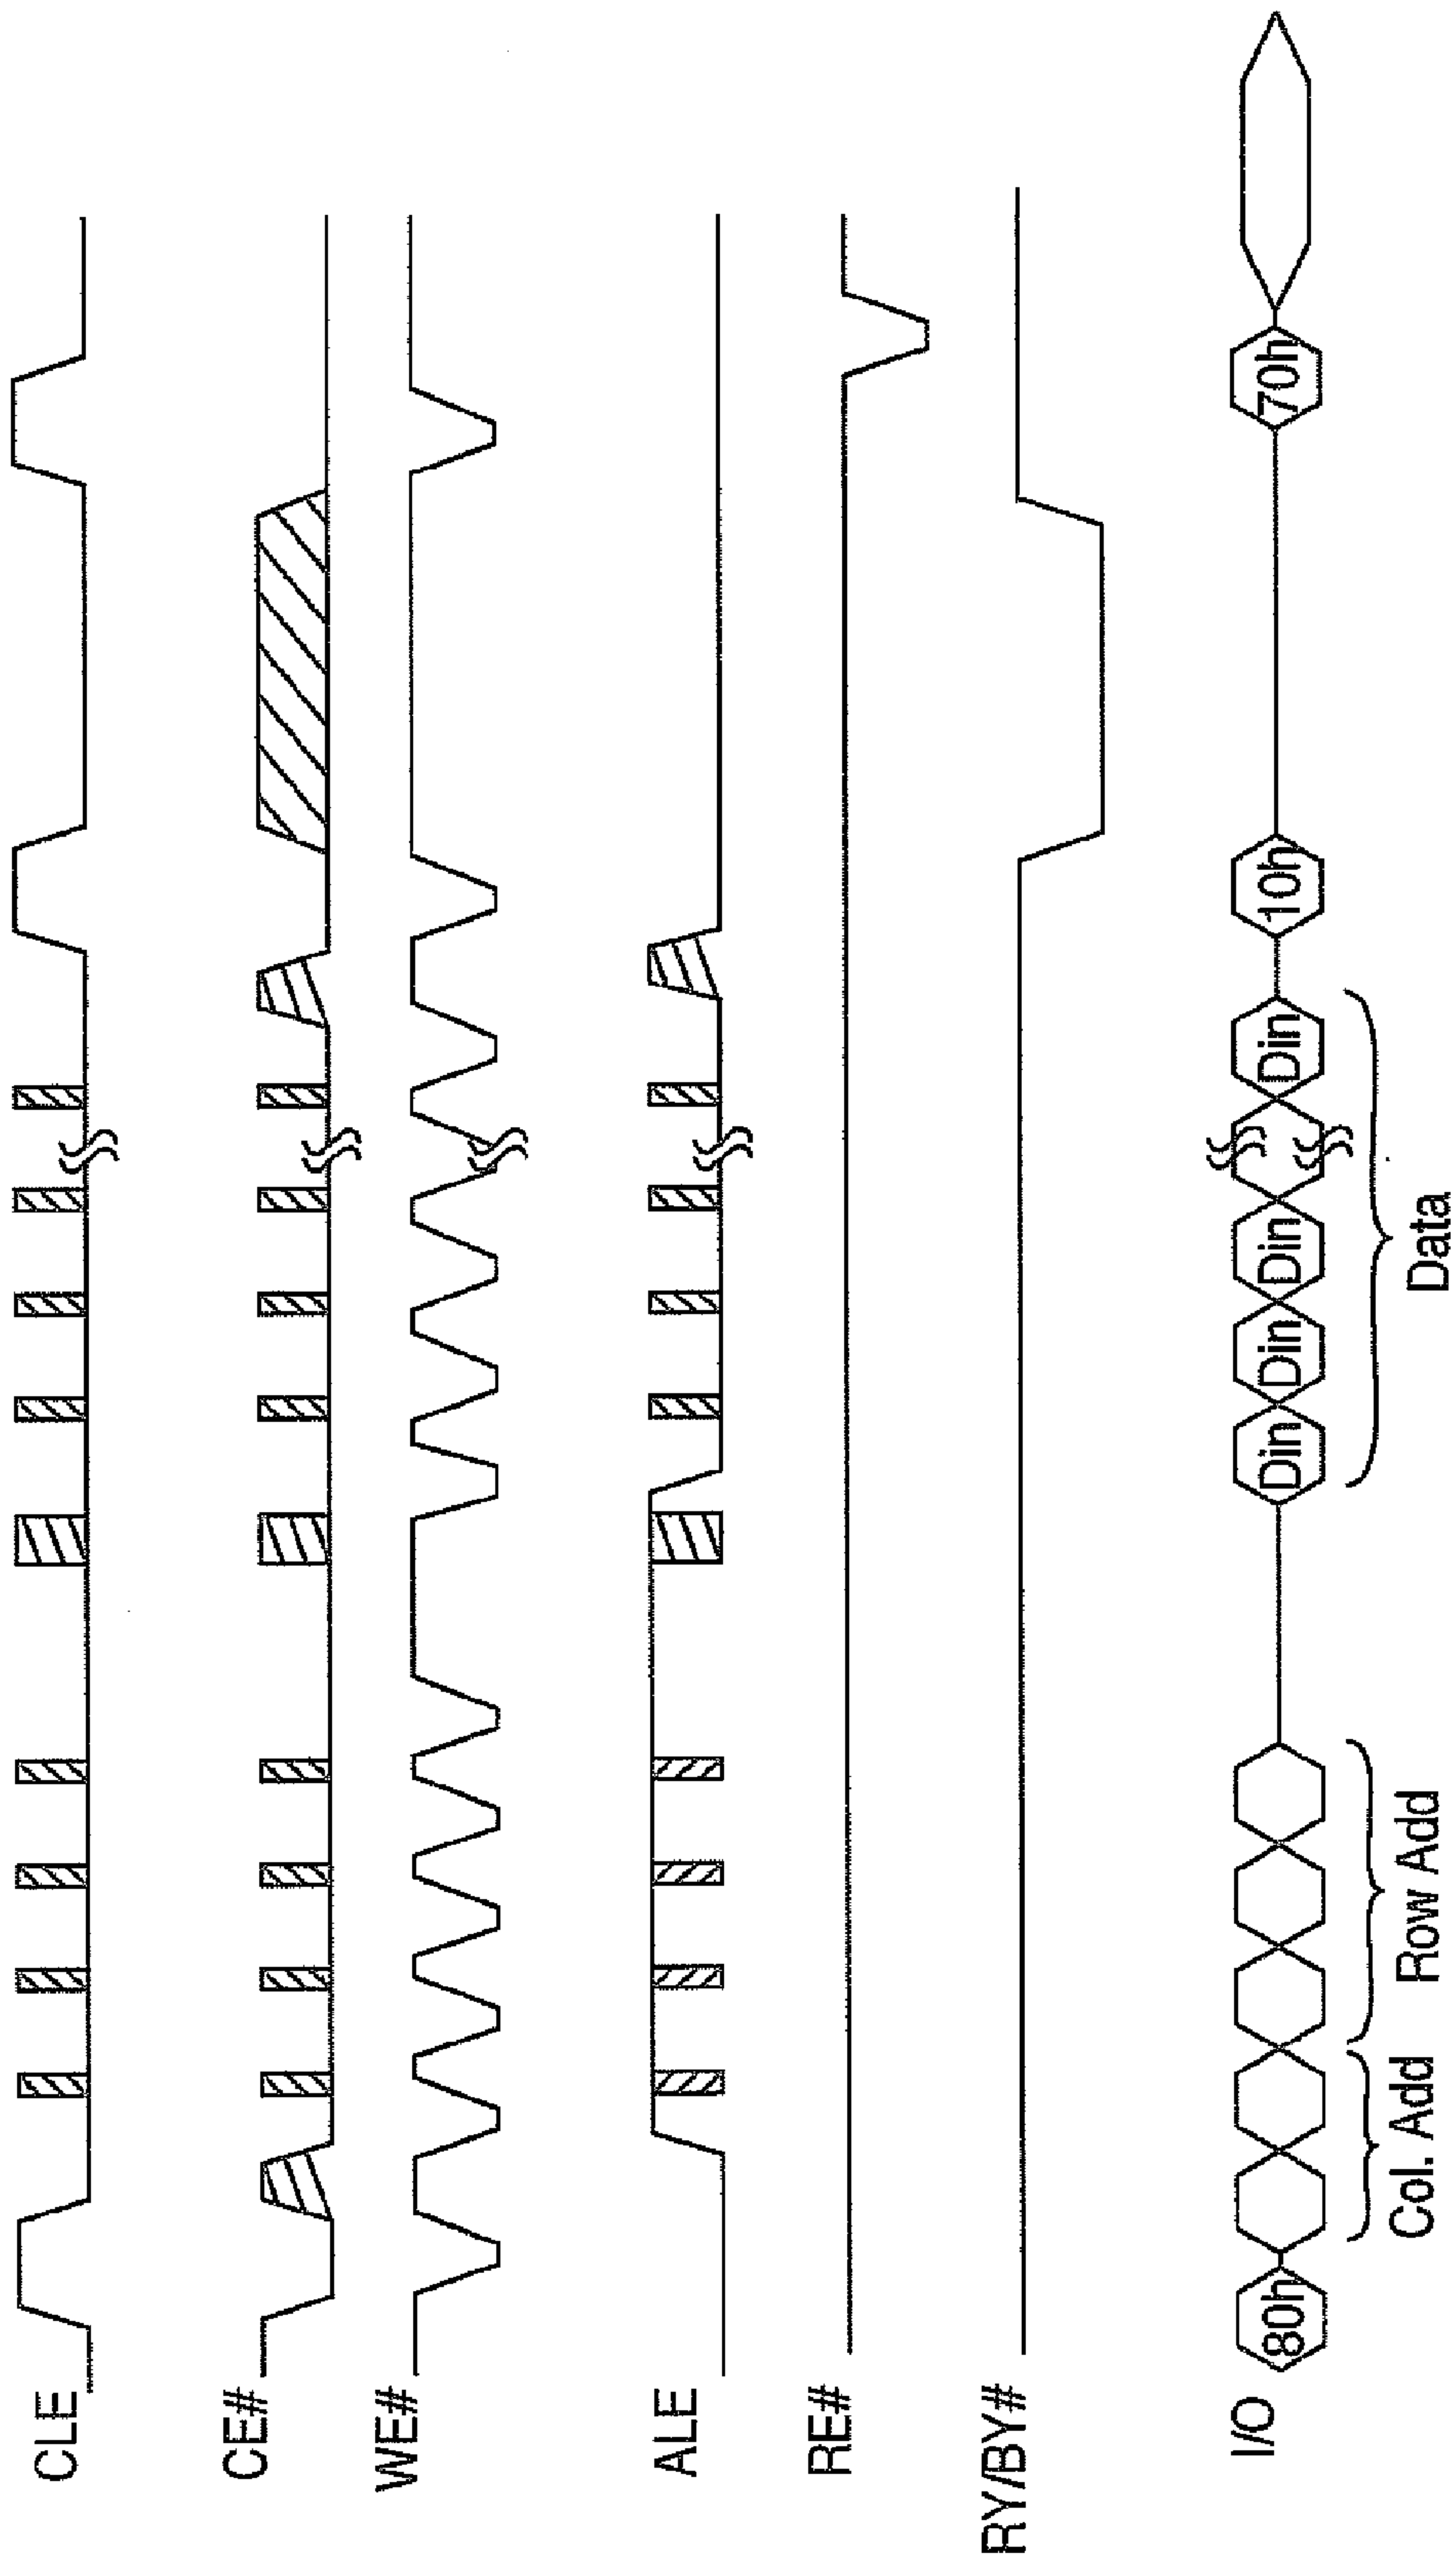 CLE
CE#
WE#
ALE
RE#
RY/BY#
I/O
80h
Din
Din
Din
Din
10h
70h
Col. Add
Row Add
Data